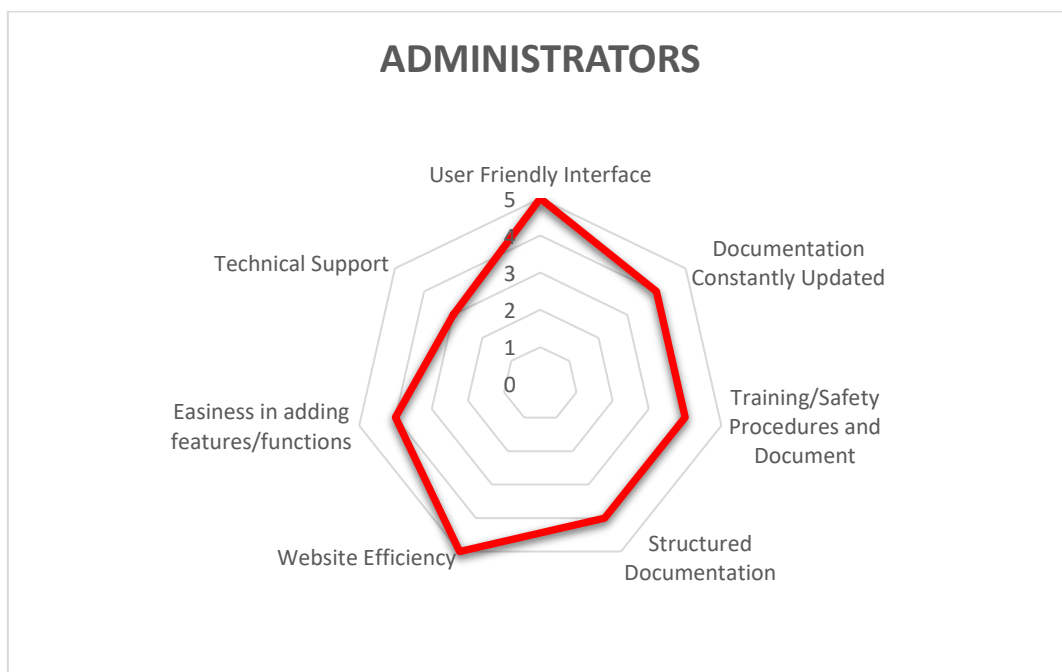 ADMINISTRATORS
User Friendly Interface
5
4
3
2
1
0
Documentation
Constantly Updated
Training/Safety
Procedures and
Document
Structured
Documentation
Website Efficiency
Easiness in adding
features/functions
Technical Support